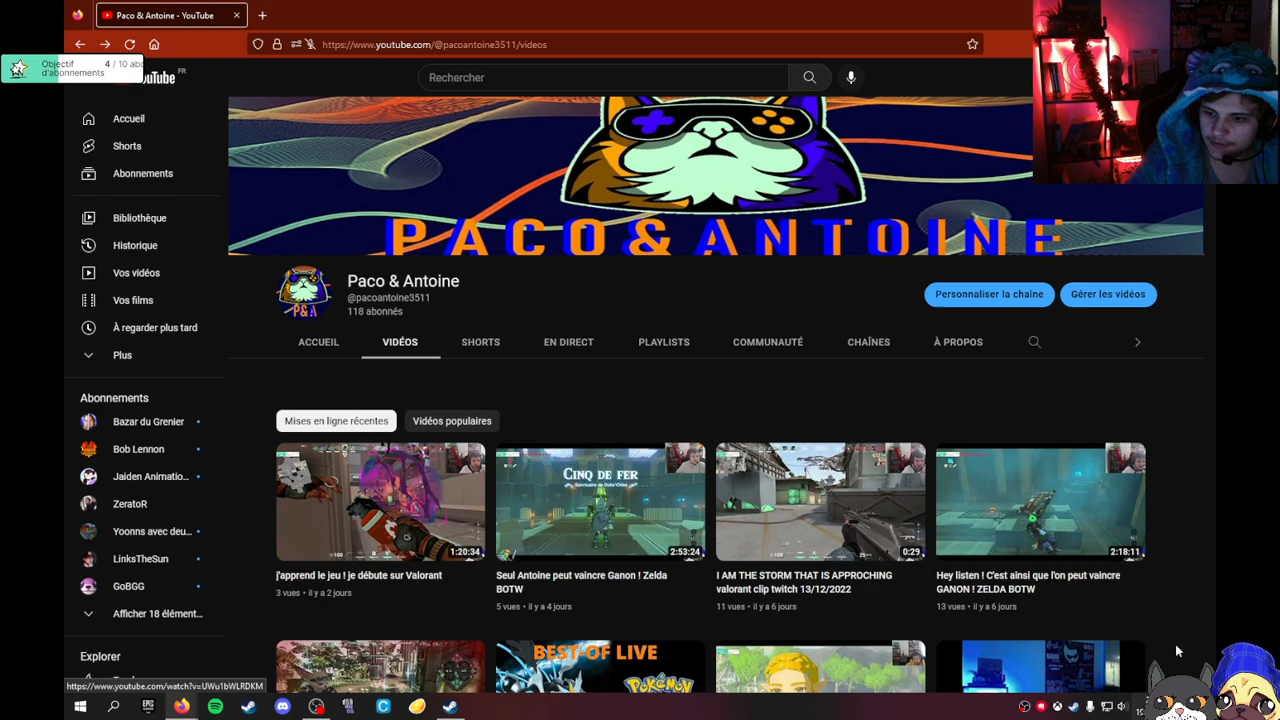 Paco & Antoine - YouTube
https://www.youtube.com/@pacoantoine3511/videos
Objectif d'abonnements
4 / 10 abo
YouTube FR
Rechercher
Accueil
Shorts
Abonnements
Bibliothèque
Historique
Vos vidéos
Vos films
À regarder plus tard
Plus
Abonnements
Bazar du Grenier
Bob Lennon
Jaiden Animatio...
ZeratoR
Yoonns avec deu...
LinksTheSun
GoBGG
Afficher 18 élément...
Explorer
PACO & ANTOINE
P&A
Paco & Antoine
@pacoantoine3511
118 abonnés
Personnaliser la chaîne
Gérer les vidéos
ACCUEIL
VIDÉOS
SHORTS
EN DIRECT
PLAYLISTS
COMMUNAUTÉ
CHAÎNES
À PROPOS
Mises en ligne récentes
Vidéos populaires
1:20:34
j'apprend le jeu ! je débute sur Valorant
3 vues • il y a 2 jours
CINQ DE FER
2:53:24
Seul Antoine peut vaincre Ganon ! Zelda
BOTW
5 vues • il y a 4 jours
0:29
I AM THE STORM THAT IS APPROCHING
valorant clip twitch 13/12/2022
11 vues • il y a 6 jours
2:18:11
Hey listen ! C'est ainsi que l'on peut vaincre
GANON ! ZELDA BOTW
13 vues • il y a 6 jours
BEST-OF LIVE
POKÉMON
https://www.youtube.com/watch?v=UWu1bWLRDKM
EPIC